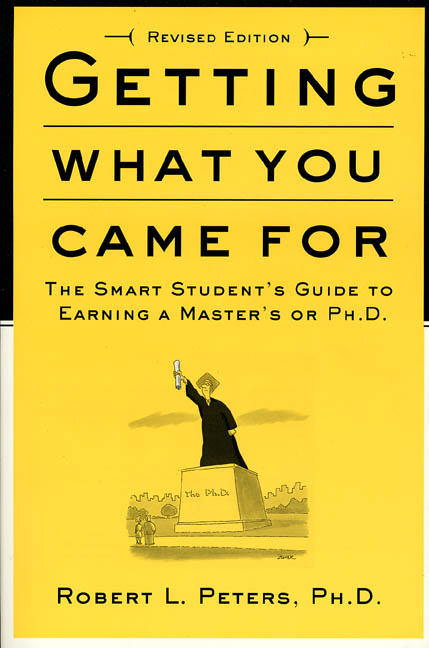 REVISED EDITION
GETTING
WHAT YOU
CAME FOR
THE SMART STUDENT'S GUIDE TO
EARNING A MASTER'S OR PH.D.
The Ph.D.
ROBERT L. PETERS, PH.D.